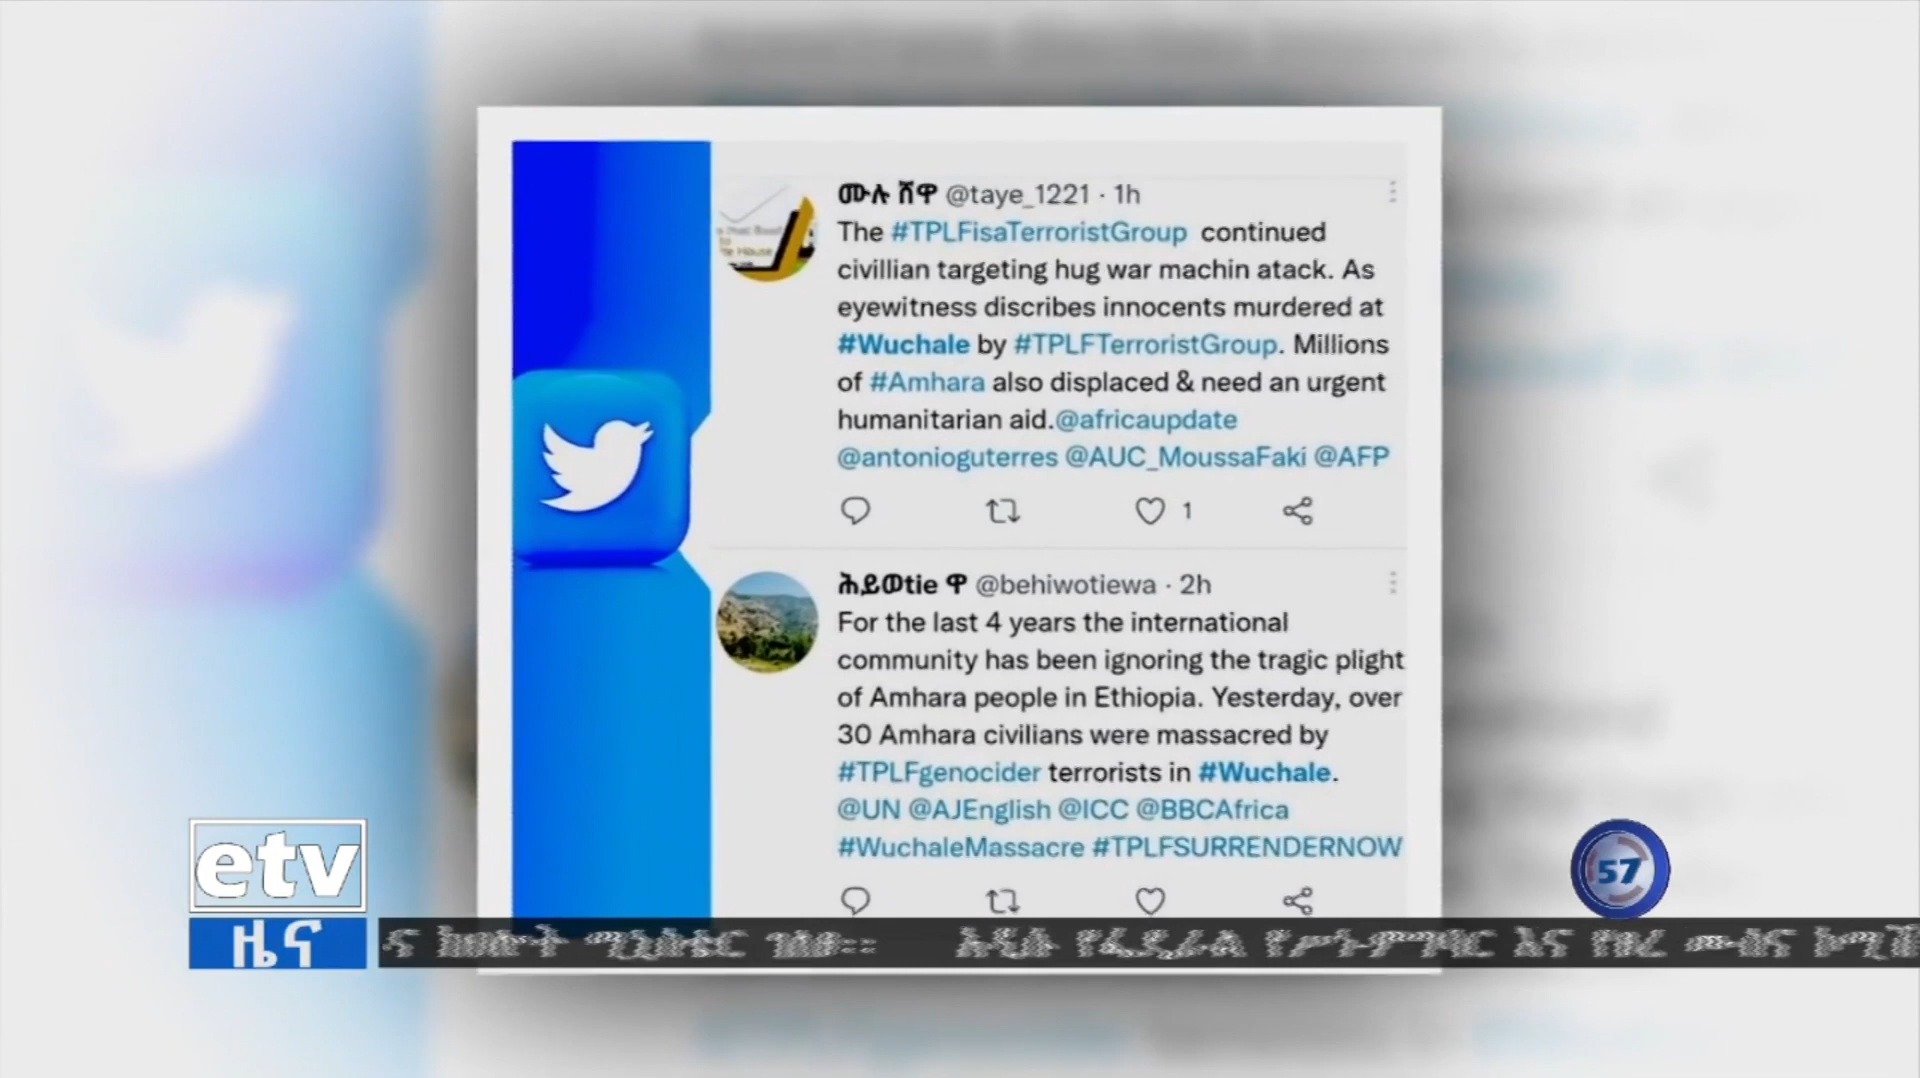 ሙሉ ሸዋ @taye_1221 · 1h
The #TPLFisaTerroristGroup continued
civillian targeting hug war machin atack. As
eyewitness discribes innocents murdered at
#Wuchale by #TPLFTerroristGroup. Millions
of #Amhara also displaced & need an urgent
humanitarian aid.@africaupdate
@antonioguterres @AUC_MoussaFaki @AFP
1
ሕይወtie ዋ @behiwotiewa · 2h
For the last 4 years the international
community has been ignoring the tragic plight
of Amhara people in Ethiopia. Yesterday, over
30 Amhara civilians were massacred by
#TPLFgenocider terrorists in #Wuchale.
@UN @AJEnglish @ICC @BBCAfrica
#WuchaleMassacre #TPLFSURRENDERNOW
etv
57
ዜና
እና የ